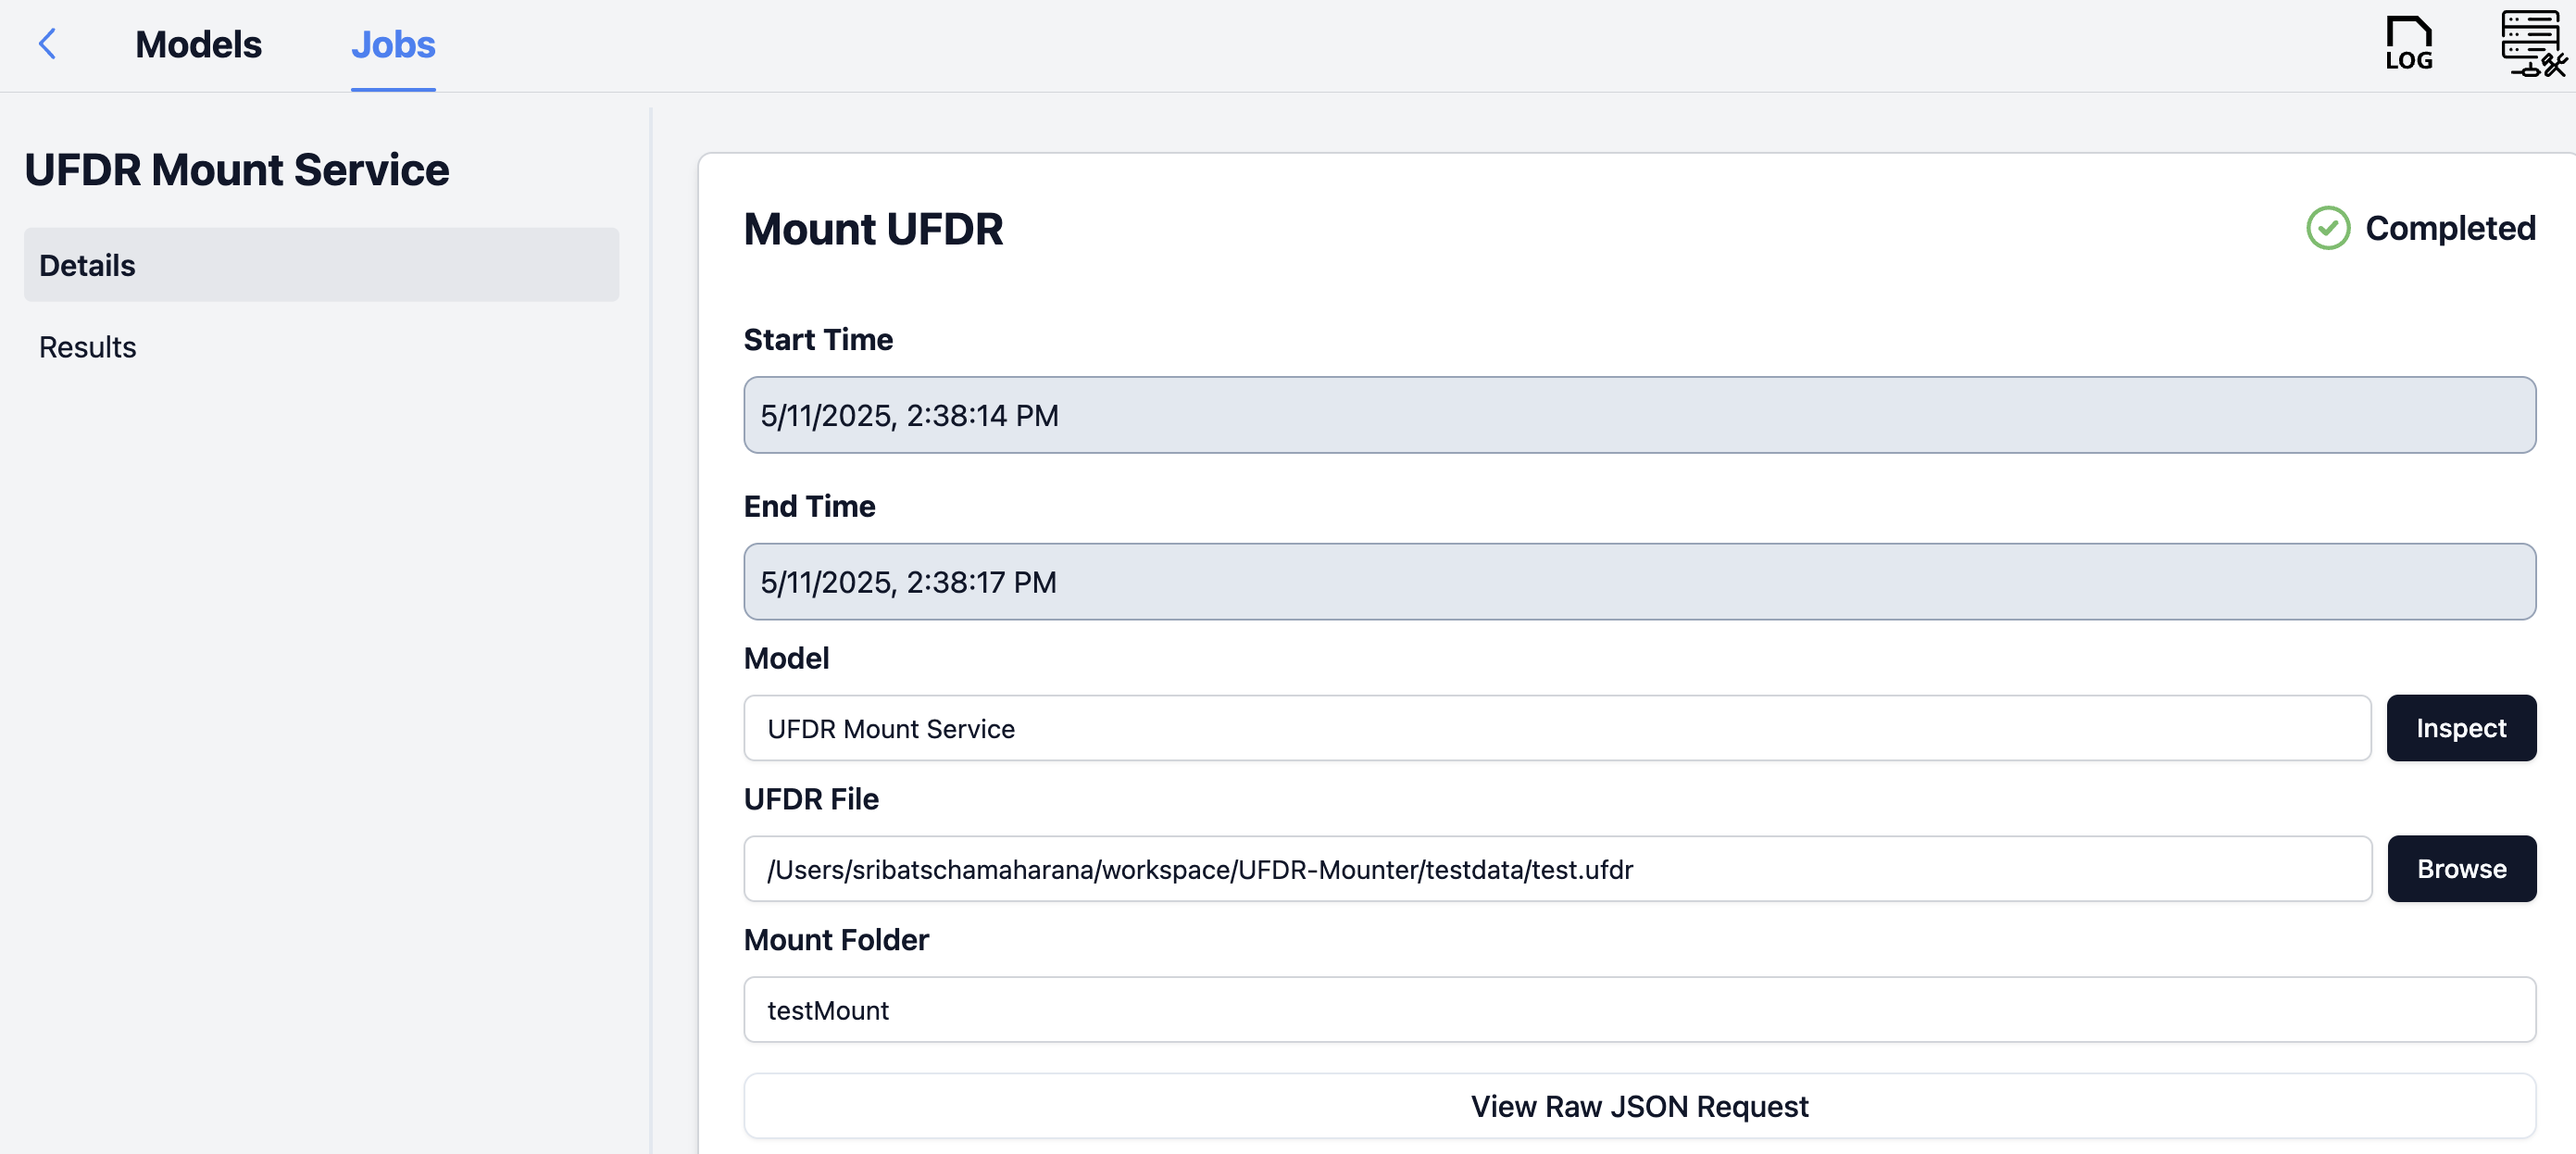 Models
Jobs
LOG
UFDR Mount Service
Details
Results
Mount UFDR
Completed
Start Time
5/11/2025, 2:38:14 PM
End Time
5/11/2025, 2:38:17 PM
Model
UFDR Mount Service
Inspect
UFDR File
/Users/sribatschamaharana/workspace/UFDR-Mounter/testdata/test.ufdr
Browse
Mount Folder
testMount
View Raw JSON Request